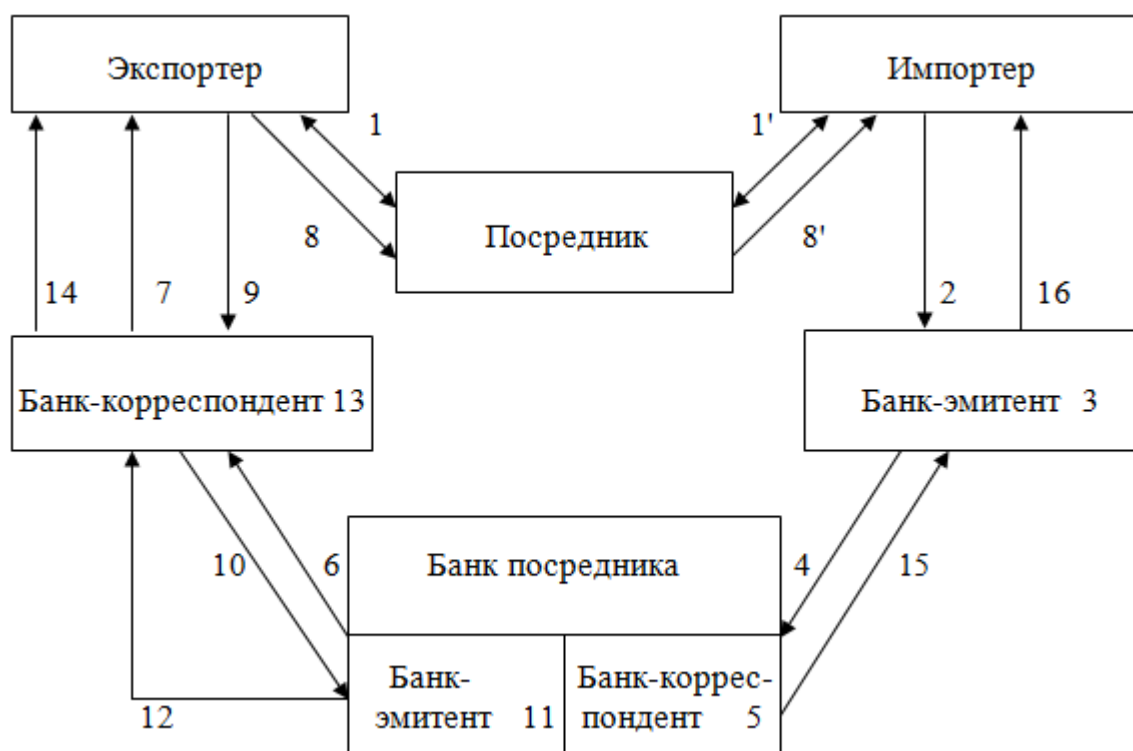 Экспортер
Импортер
1
1'
Посредник
8
8'
14
7
9
2
16
Банк-корреспондент 13
Банк-эмитент 3
10
6
Банк посредника
4
15
Банк-
эмитент 11
Банк-коррес-
пондент 5
12